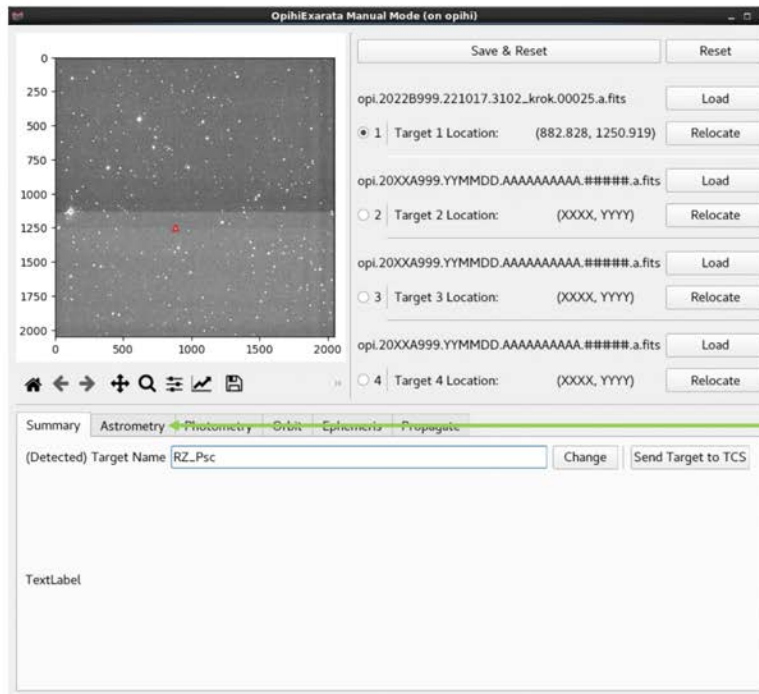 OpihiExarata Manual Mode (on opihi)
Save & Reset
Reset
opi.2022B999.221017.3102_krok.00025.a.fits
Load
1
Target 1 Location:
(882.828, 1250.919)
Relocate
opi.20XXA999.YYMMDD.AAAAAAAAAA.#####.a.fits
Load
2
Target 2 Location:
(XXXX, YYYY)
Relocate
opi.20XXA999.YYMMDD.AAAAAAAAAA.#####.a.fits
Load
3
Target 3 Location:
(XXXX, YYYY)
Relocate
opi.20XXA999.YYMMDD.AAAAAAAAAA.#####.a.fits
Load
4
Target 4 Location:
(XXXX, YYYY)
Relocate
0
250
500
750
1000
1250
1500
1750
2000
0
500
1000
1500
2000
Summary
Astrometry
Photometry
Orbit
Ephemeris
Propagate
(Detected) Target Name
RZ_Psc
Change
Send Target to TCS
TextLabel